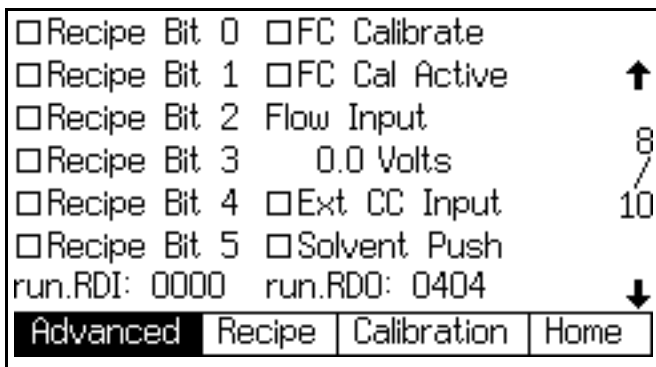 □Recipe Bit 0 □FC Calibrate
□Recipe Bit 1 □FC Cal Active
□Recipe Bit 2 Flow Input
□Recipe Bit 3 0.0 Volts
8/10
□Recipe Bit 4 □Ext CC Input
□Recipe Bit 5 □Solvent Push
run.RDI: 0000 run.RDO: 0404
Advanced Recipe Calibration Home